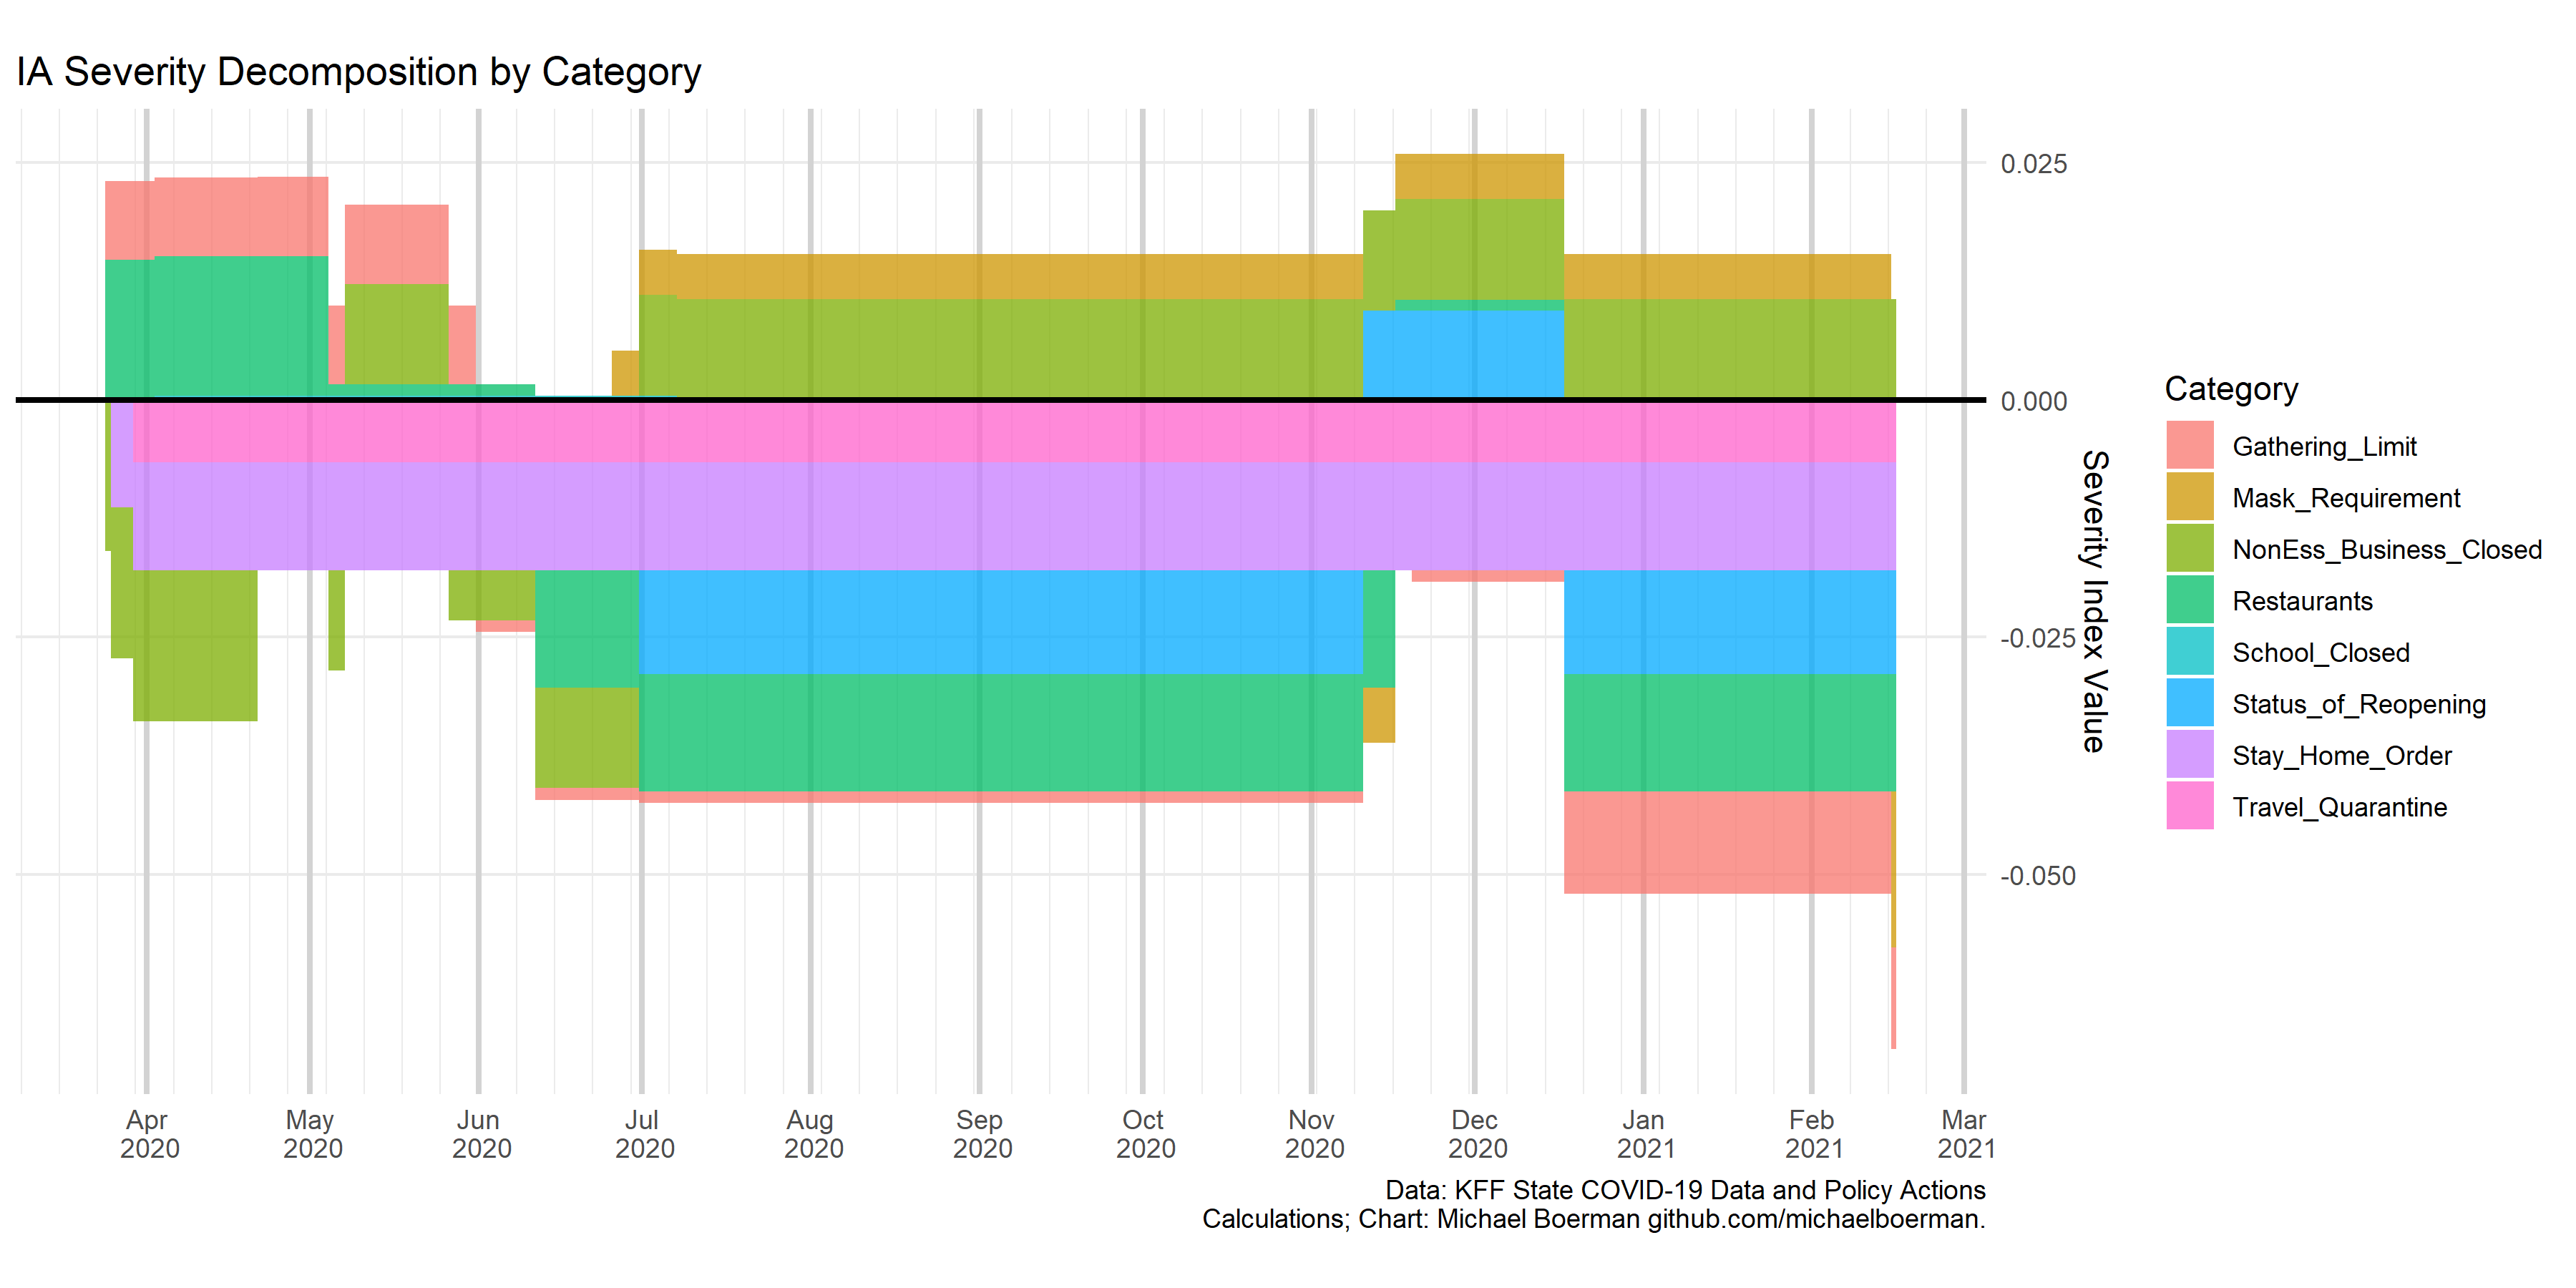 IA Severity Decomposition by Category
0.025
0.000
-0.025
-0.050
Severity Index Value
Category
Gathering_Limit
Mask_Requirement
NonEss_Business_Closed
Restaurants
School_Closed
Status_of_Reopening
Stay_Home_Order
Travel_Quarantine
Apr May Jun Jul Aug Sep Oct Nov Dec Jan Feb Mar
2020 2020 2020 2020 2020 2020 2020 2020 2020 2021 2021 2021
Data: KFF State COVID-19 Data and Policy Actions
Calculations; Chart: Michael Boerman github.com/michaelboerman.